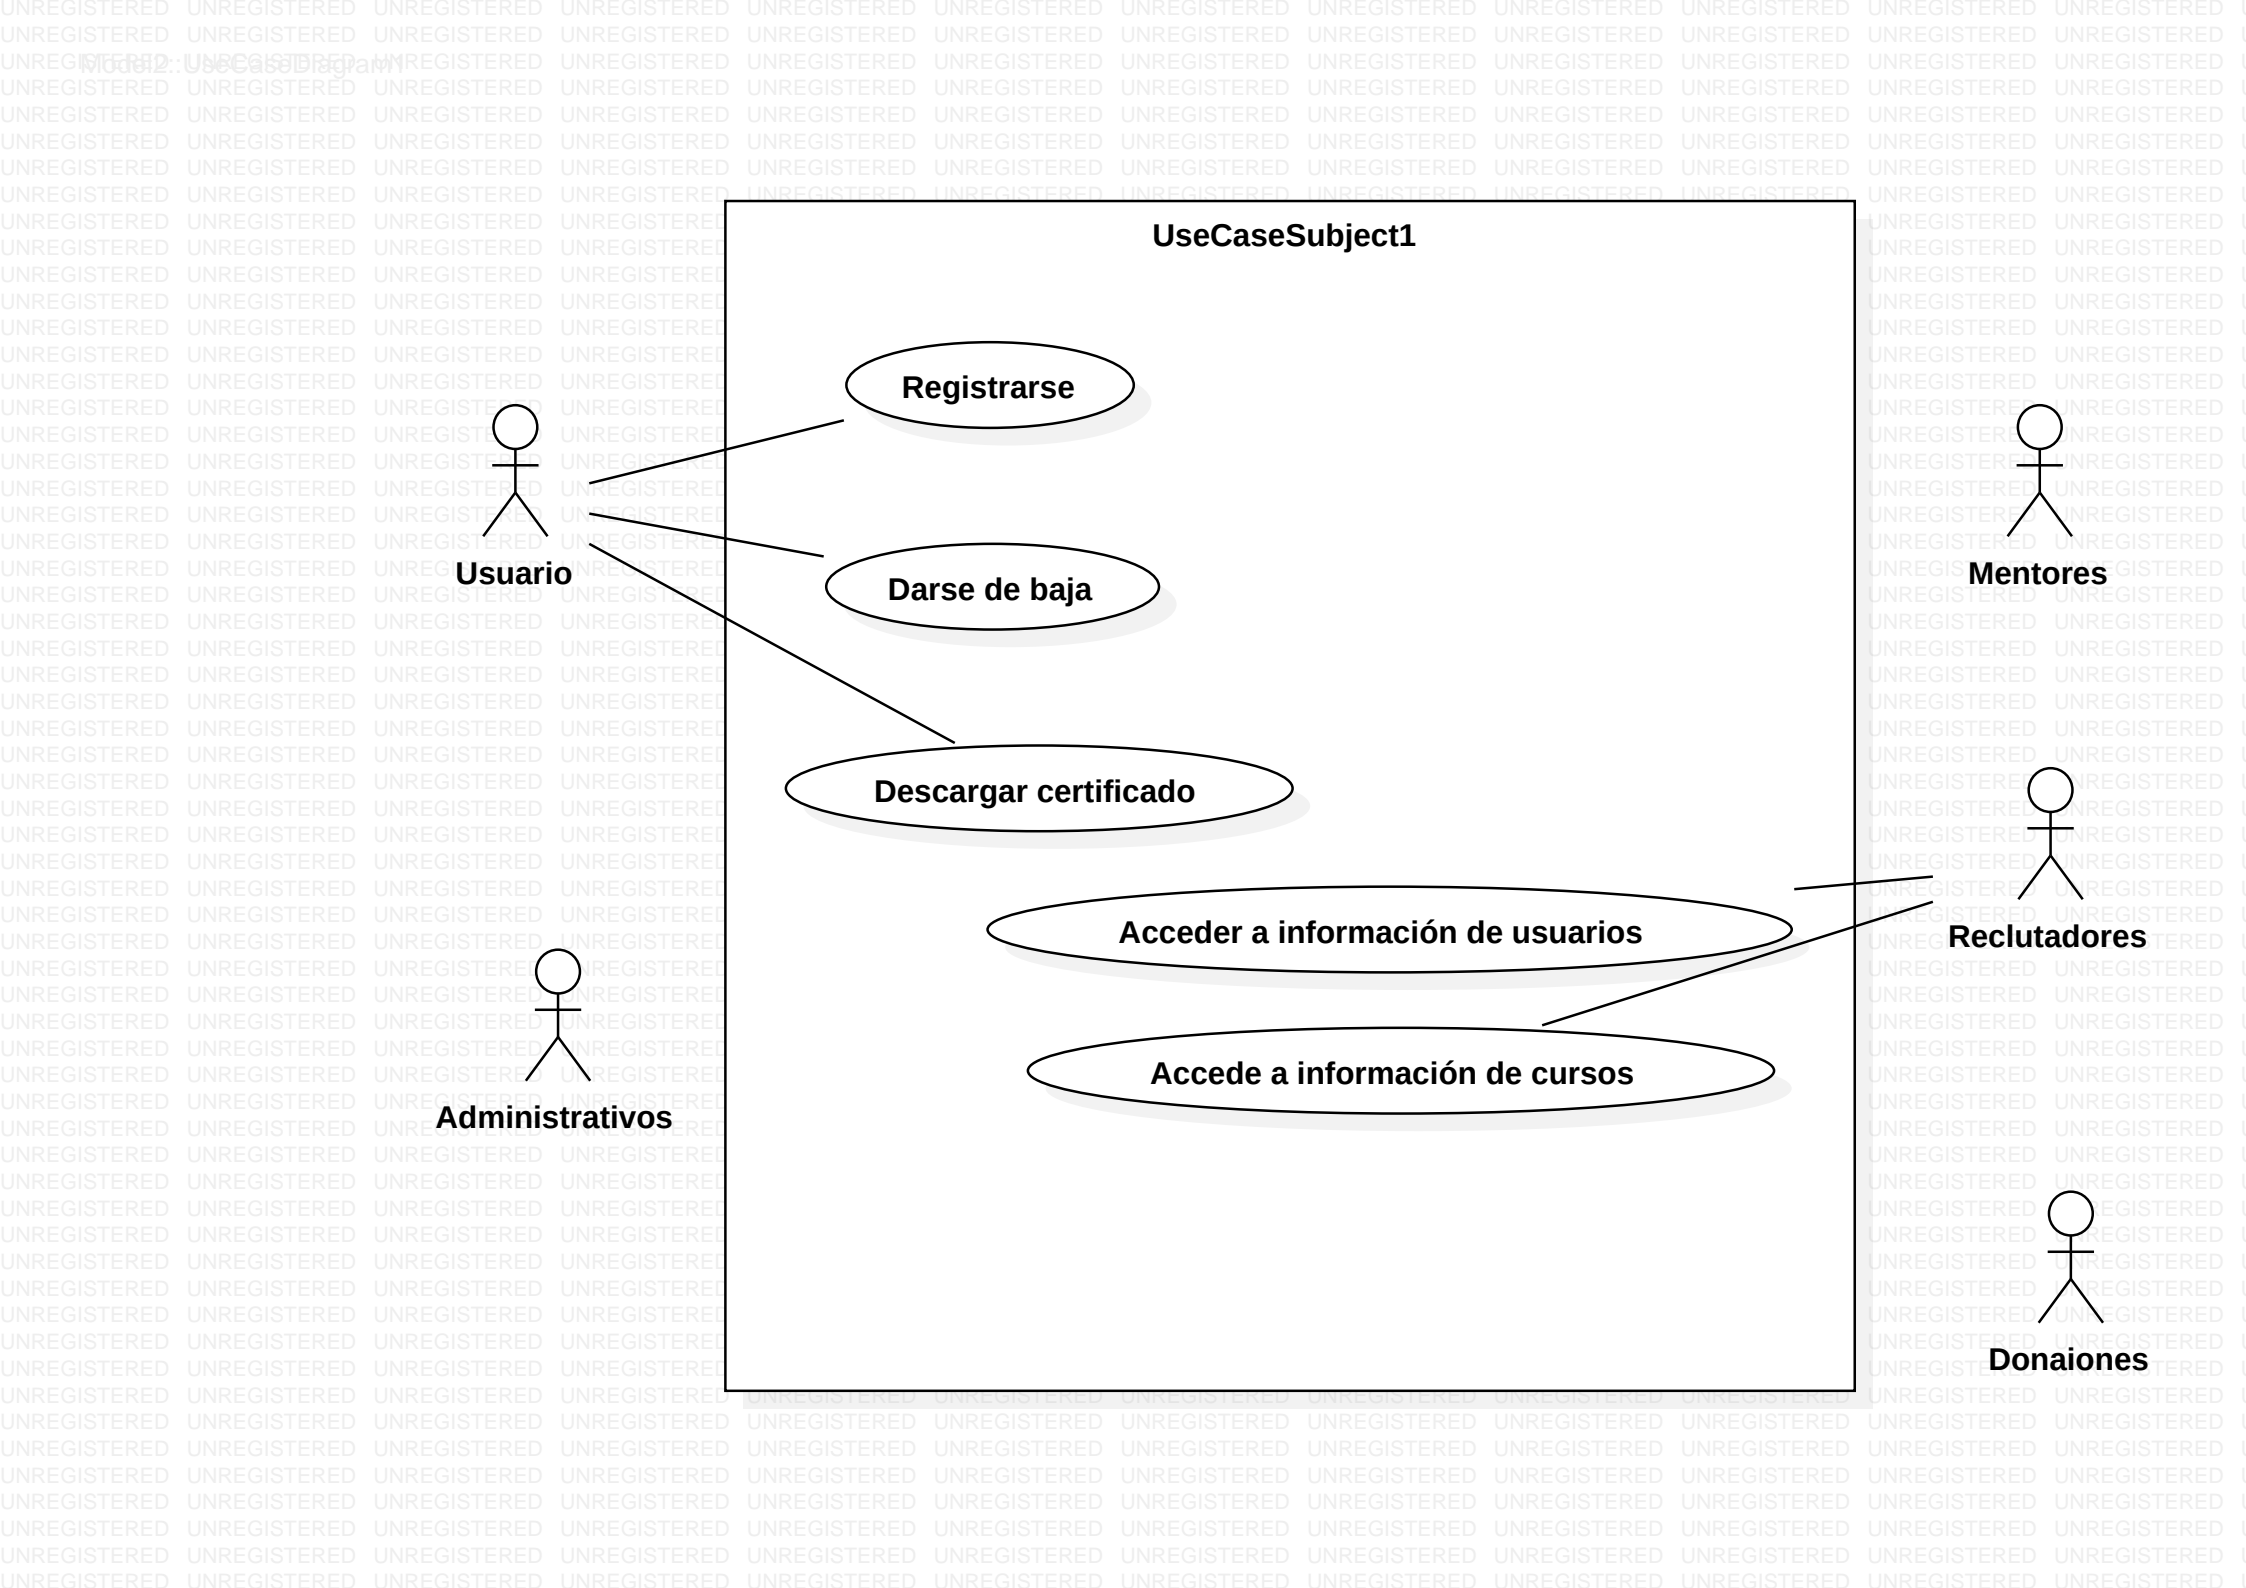 Model2::UseCaseDiagram1
UseCaseSubject1
Registrarse
Usuario
Darse de baja
Mentores
Descargar certificado
Acceder a información de usuarios
Reclutadores
Accede a información de cursos
Administrativos
Donaiones
UNREGISTERED